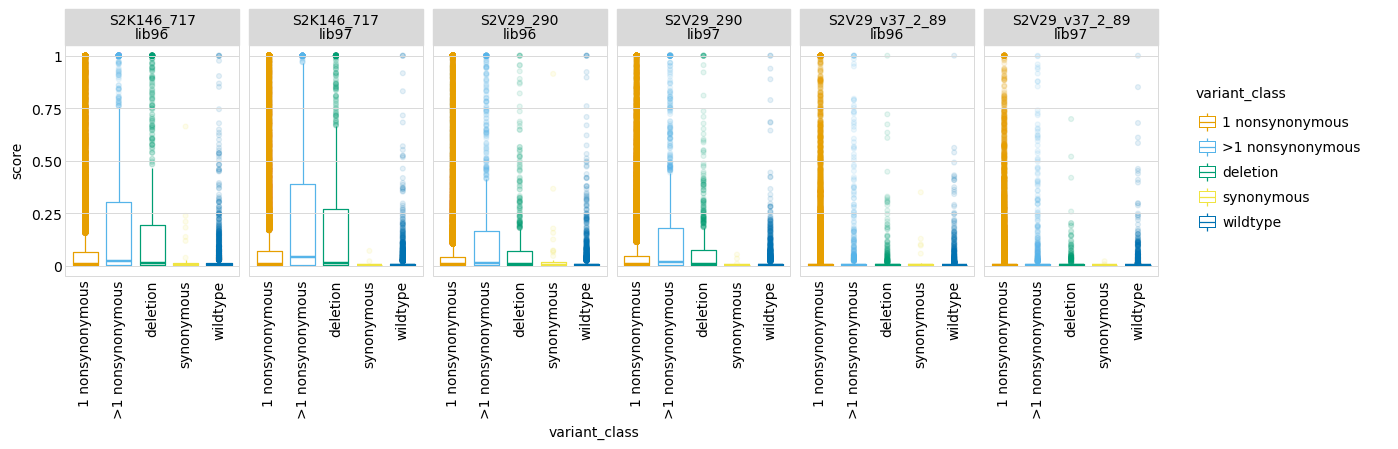 S2K146_717
lib96
S2K146_717
lib97
S2V29_290
lib96
S2V29_290
lib97
S2V29_v37_2_89
lib96
S2V29_v37_2_89
lib97
score
1
0.75
0.50
0.25
0
1 nonsynonymous
>1 nonsynonymous
deletion
synonymous
wildtype
1 nonsynonymous
>1 nonsynonymous
deletion
synonymous
wildtype
1 nonsynonymous
>1 nonsynonymous
deletion
synonymous
wildtype
1 nonsynonymous
>1 nonsynonymous
deletion
synonymous
wildtype
1 nonsynonymous
>1 nonsynonymous
deletion
synonymous
wildtype
1 nonsynonymous
>1 nonsynonymous
deletion
synonymous
wildtype
variant_class
variant_class
1 nonsynonymous
>1 nonsynonymous
deletion
synonymous
wildtype